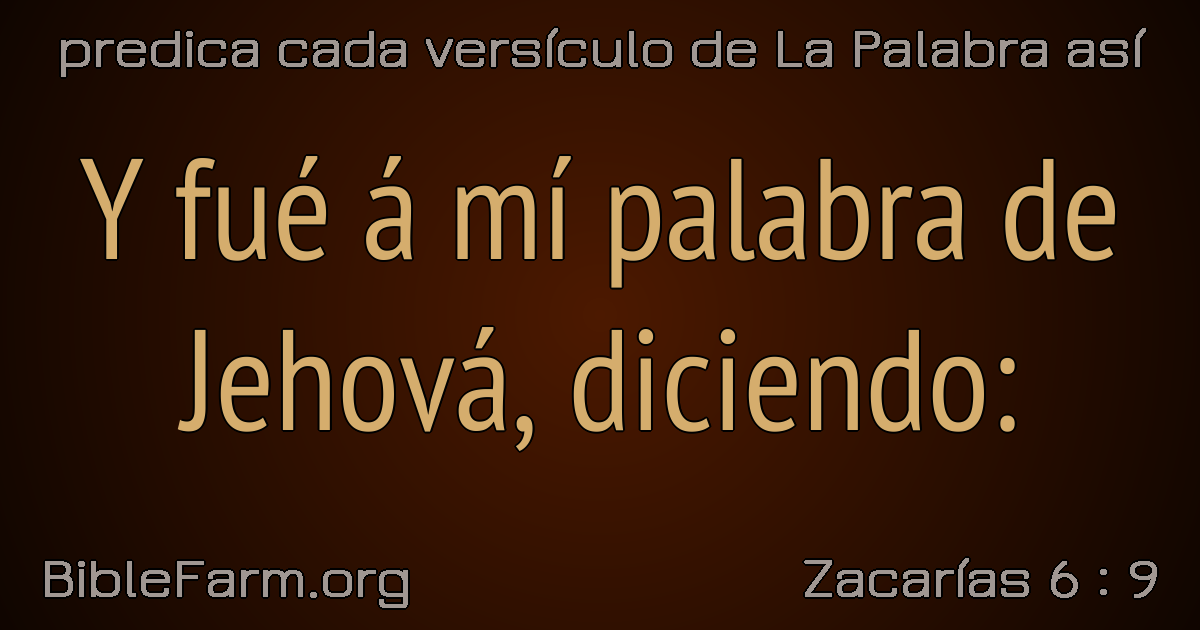 predica cada versículo de La Palabra así
Y fué á mí palabra de
Jehová, diciendo:
BibleFarm.org
Zacarías 6 : 9